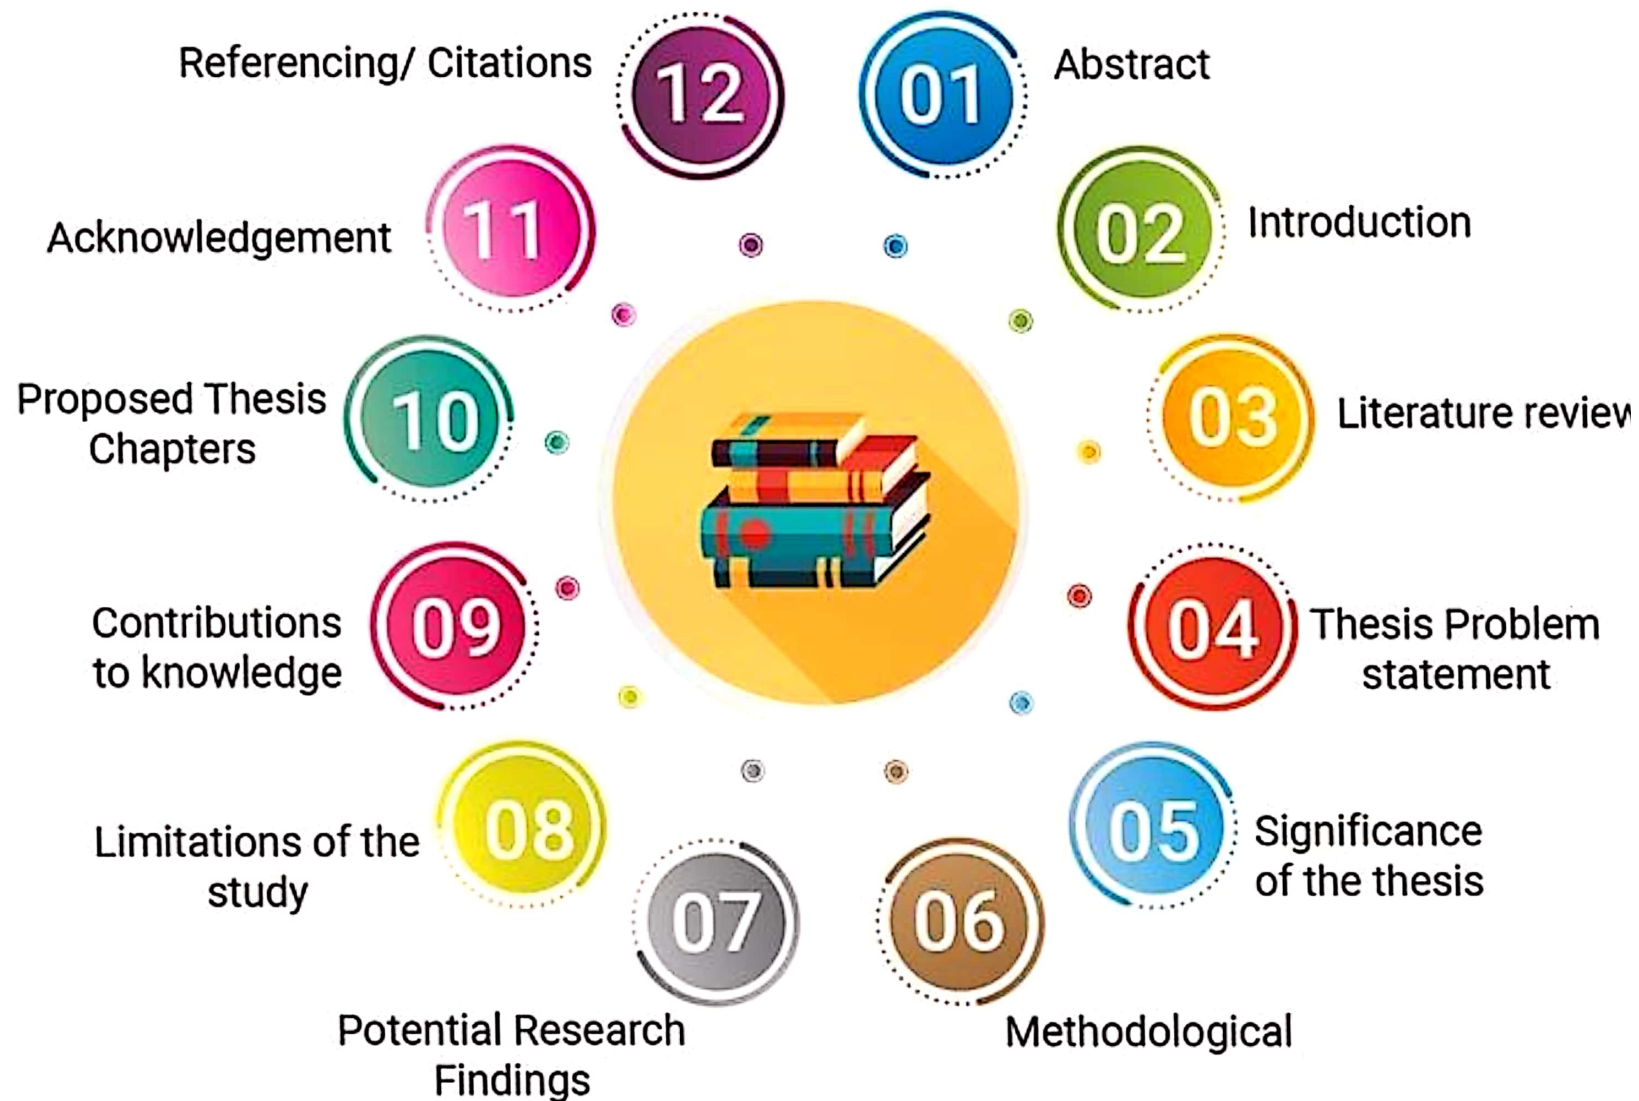 01
Abstract
02
Introduction
03
Literature review
04
Thesis Problem
statement
05
Significance
of the thesis
06
Methodological
07
Potential Research
Findings
08
Limitations of the
study
09
Contributions
to knowledge
10
Proposed Thesis
Chapters
11
Acknowledgement
12
Referencing/ Citations